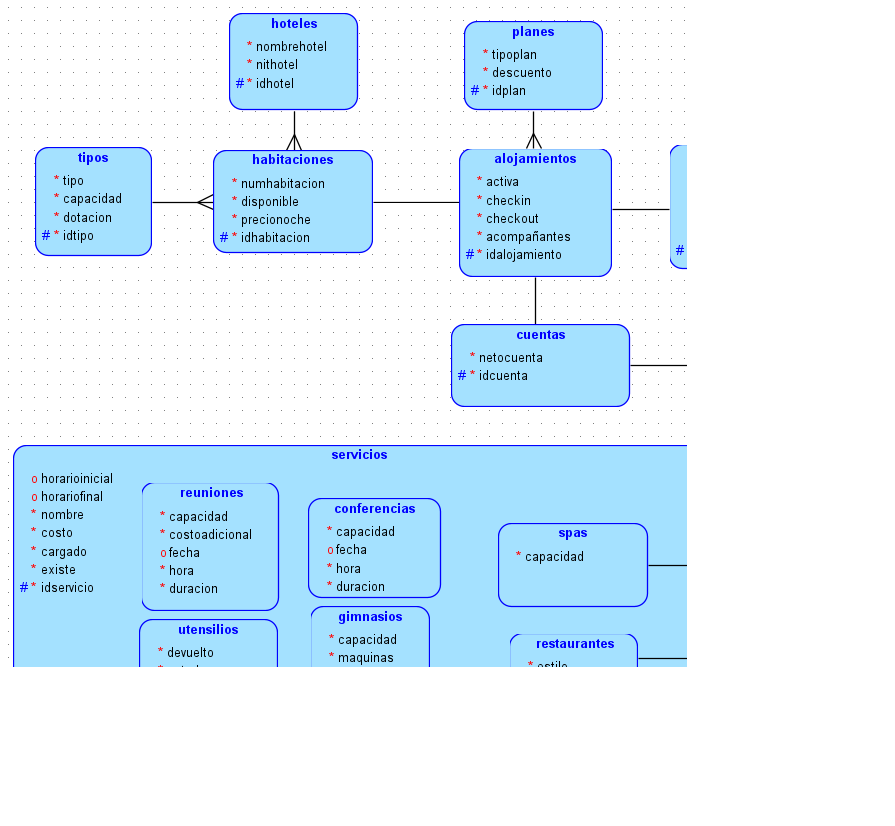 hoteles
* nombrehotel
* nithotel
# * idhotel
planes
* tipoplan
* descuento
# * idplan
tipos
* tipo
* capacidad
* dotacion
# * idtipo
habitaciones
* numhabitacion
* disponible
* precionoche
# * idhabitacion
alojamientos
* activa
* checkin
* checkout
* acompañantes
# * idalojamiento
#
cuentas
* netocuenta
# * idcuenta
servicios
o horarioinicial
o horariofinal
* nombre
* costo
* cargado
* existe
# * idservicio
reuniones
* capacidad
* costoadicional
o fecha
* hora
* duracion
conferencias
* capacidad
o fecha
* hora
* duracion
spas
* capacidad
utensilios
* devuelto
gimnasios
* capacidad
* maquinas
restaurantes
* estilo